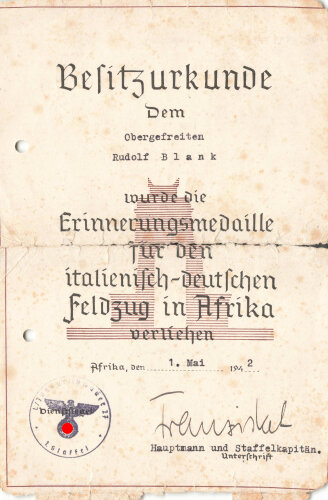 Besitzurkunde
Dem
Obergefreiten
Rudolf Blank
wurde die
Erinnerungsmedaille
für den
italienisch-deutschen
Feldzug in Afrika
verliehen
Afrika, den 1. Mai 1942
Dienstsiegel
Hauptmann und Staffelkapitän.
Unterschrift